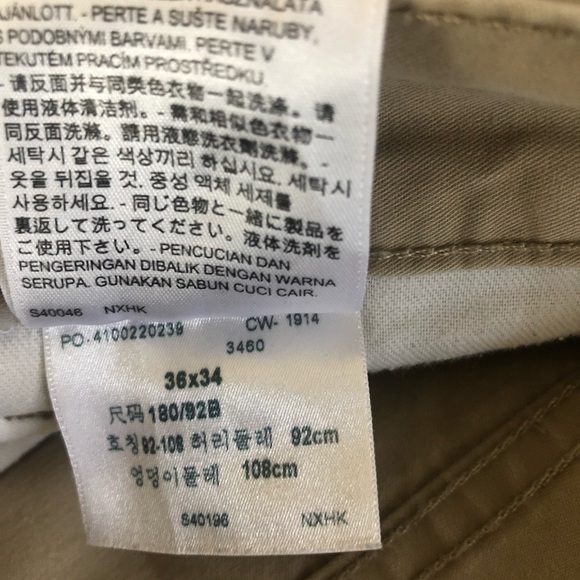 AJÁNLOTT. - PERTE A SUŠTE NARUBY,
S PODOBNÝMI BARVAMI. PERTE V
TEKUTÉM PRACÍM PROSTŘEDKU.
- 请反面并与同类色衣物一起洗涤。请
使用液体清洁剂。- 需和相似色衣物一
同反面洗滌。請用液態洗衣劑洗滌。-
세탁시 같은 색상끼리 하십시요. 세탁시
옷을 뒤집을 것. 중성 액체 세제를
사용하세요. - 同じ色物と一緒に製品を
裏返して洗ってください。液体洗剤を
ご使用下さい。- PENCUCIAN DAN
PENGERINGAN DIBALIK DENGAN WARNA
SERUPA. GUNAKAN SABUN CUCI CAIR.
S40046 NXHK
PO-4100220239 CW- 1914
3460
36x34
尺码 180/92B
호칭 92-108 허리둘레 92cm
엉덩이둘레 108cm
S40196 NXHK